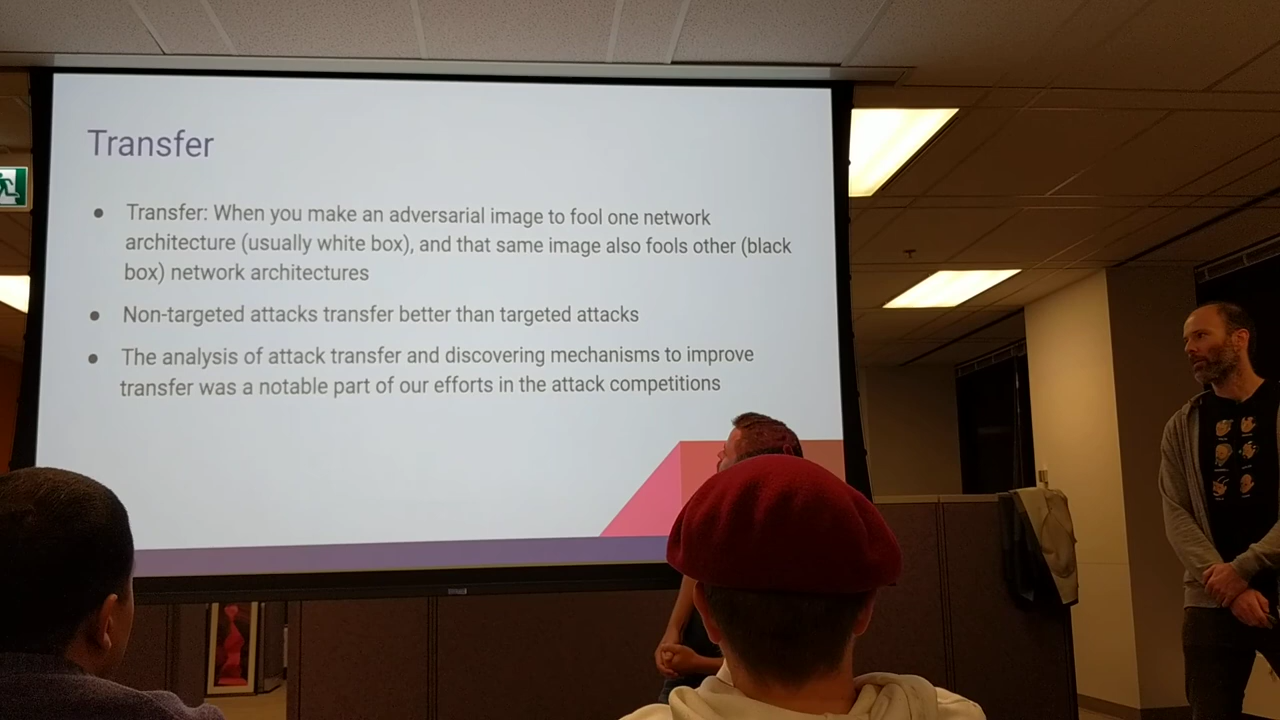 Transfer
● Transfer: When you make an adversarial image to fool one network
architecture (usually white box), and that same image also fools other (black
box) network architectures
● Non-targeted attacks transfer better than targeted attacks
● The analysis of attack transfer and discovering mechanisms to improve
transfer was a notable part of our efforts in the attack competitions